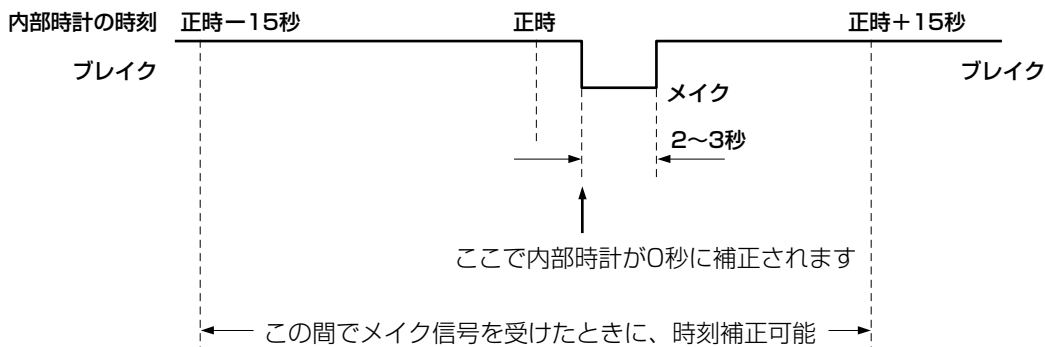 内部時計の時刻 正時ー15秒 正時 正時+15秒
ブレイク ブレイク
メイク
2〜3秒
ここで内部時計が0秒に補正されます
この間でメイク信号を受けたときに、時刻補正可能